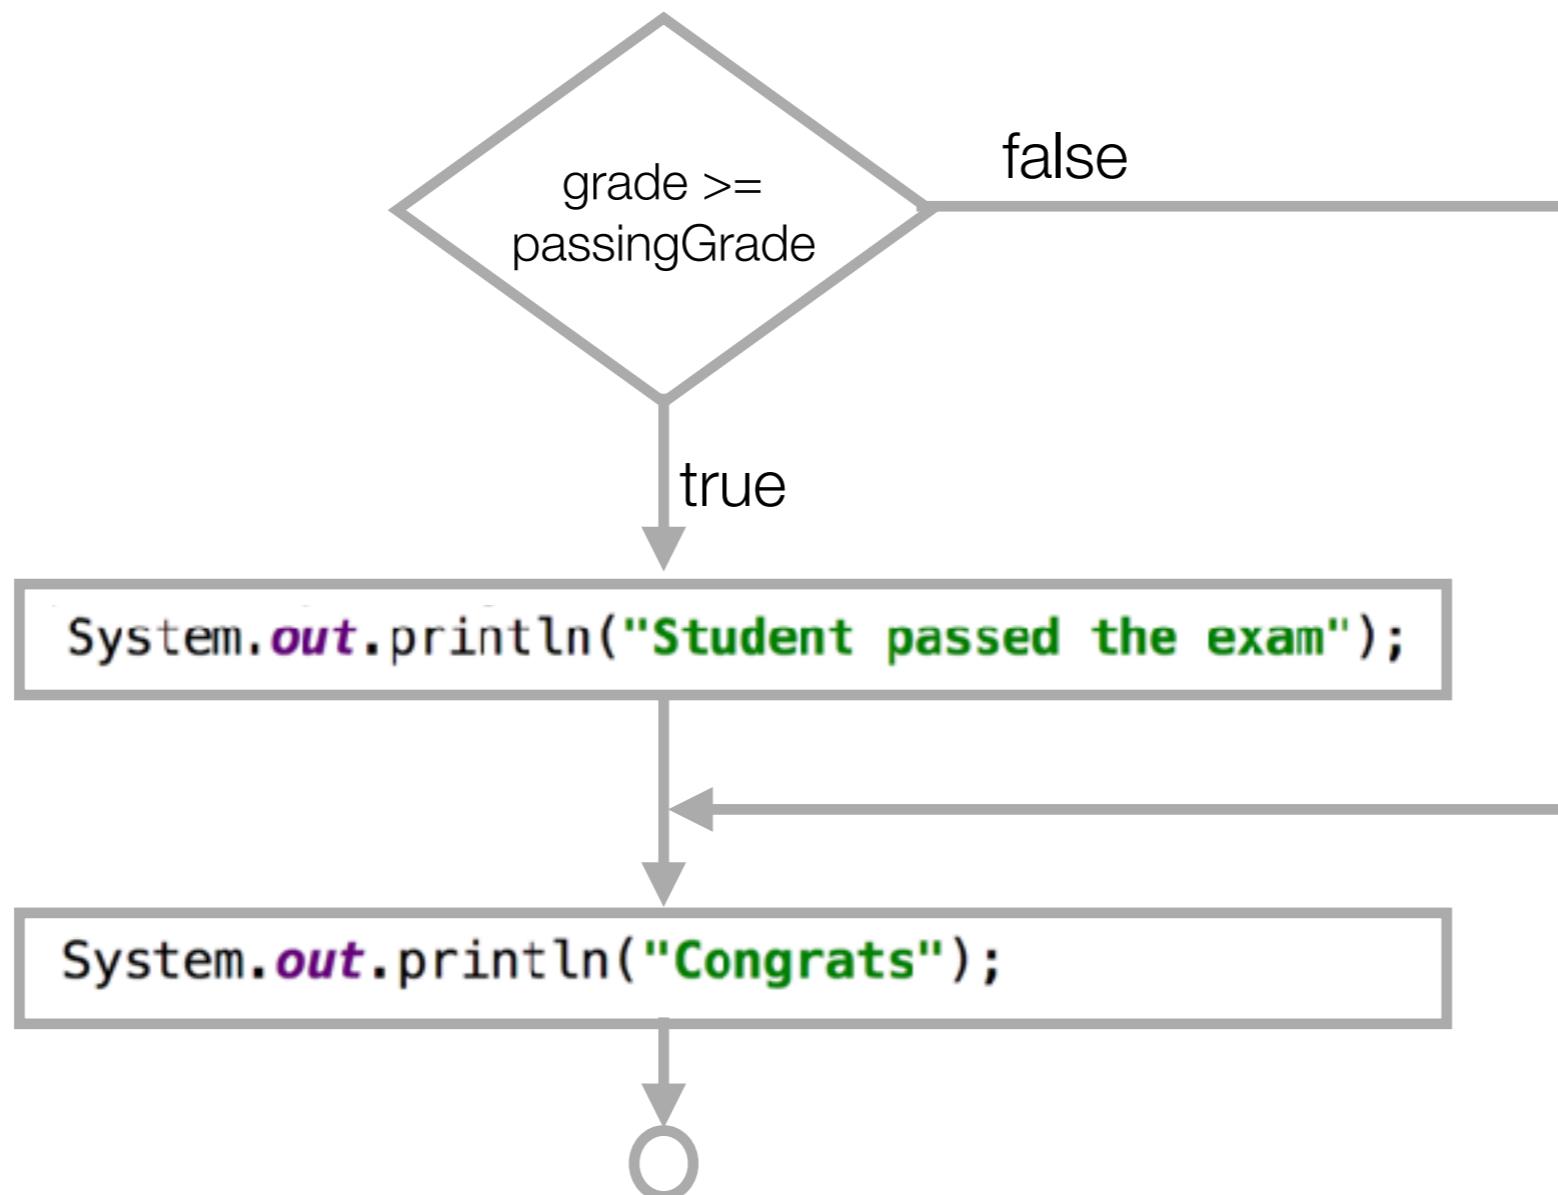 grade >=
passingGrade
false
true
System.out.println("Student passed the exam");
System.out.println("Congrats");